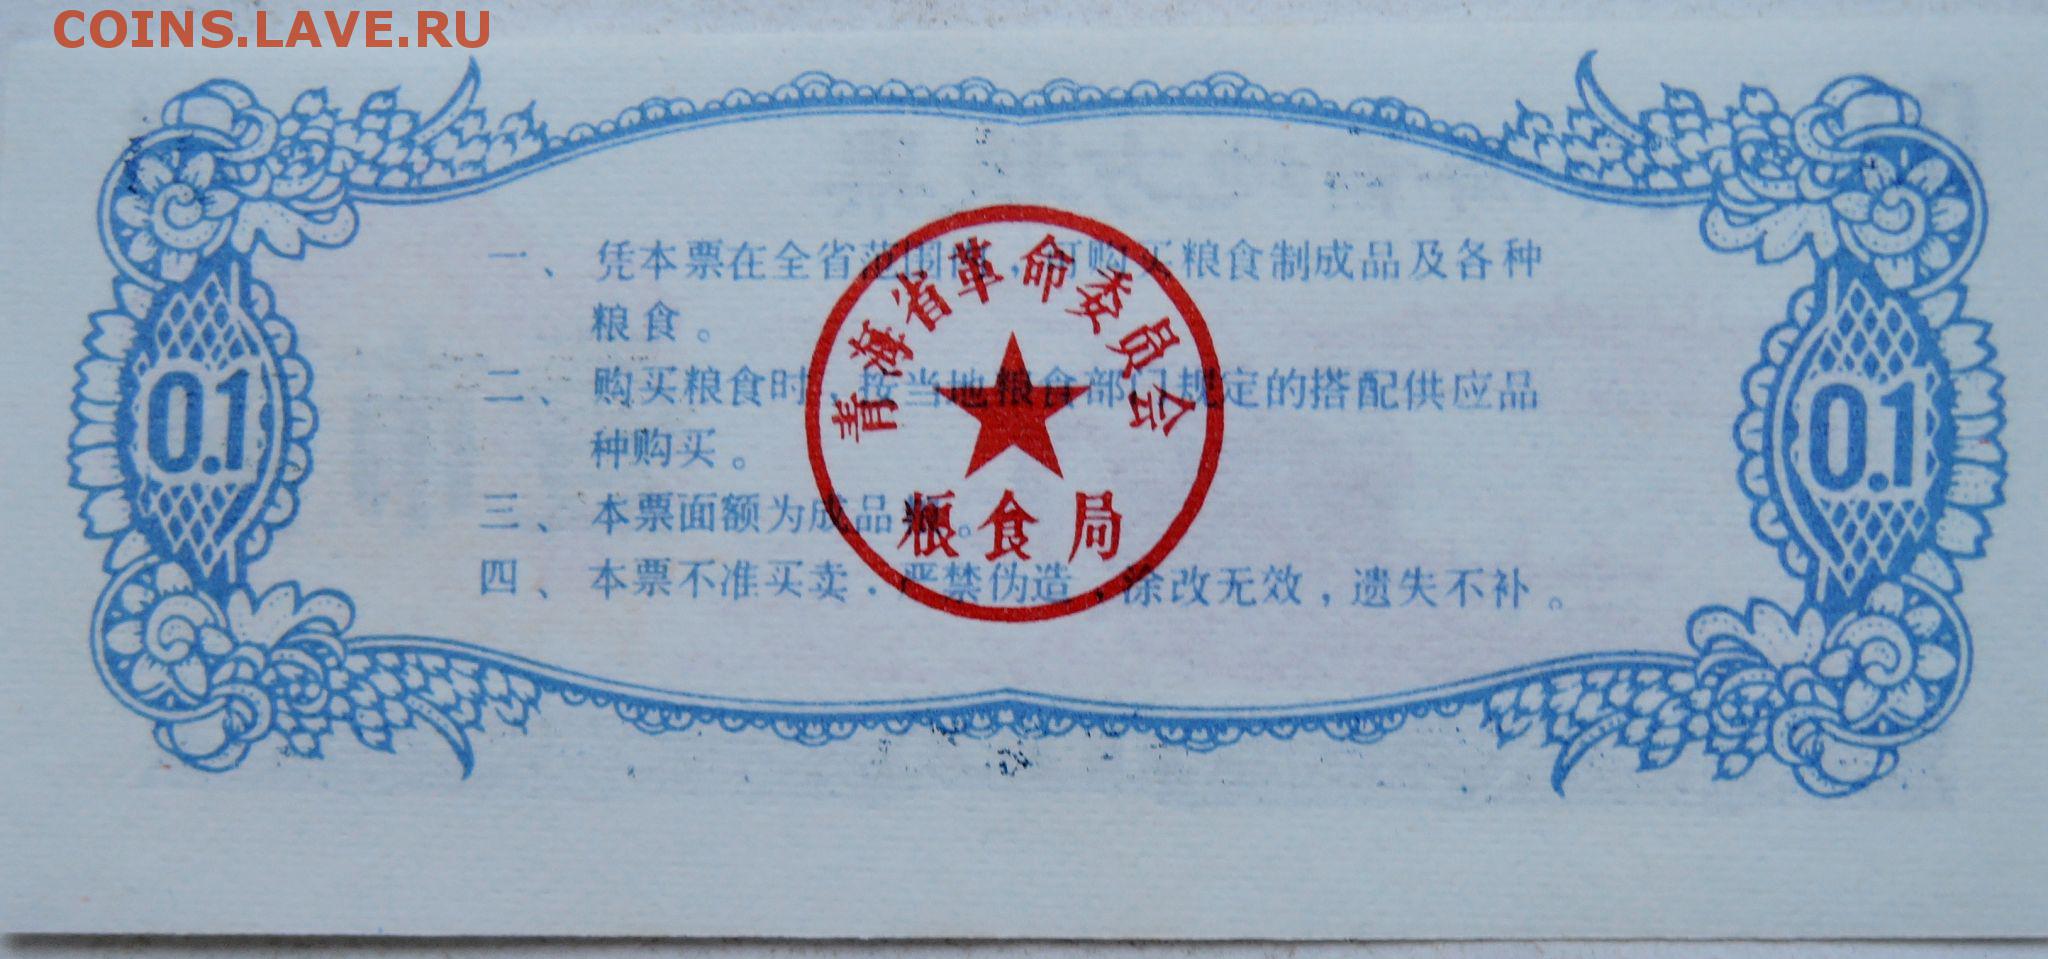 COINS.LAVE.RU
一、凭本票在全省范围内,可购买粮食制成品及各种
粮食。
二、购买粮食时,按当地粮食部门规定的搭配供应品
种购买。
三、本票面额为成品粮。
四、本票不准买卖.严禁伪造,涂改无效,遗失不补。
青海省革命委员会
粮食局
0.1
0.1